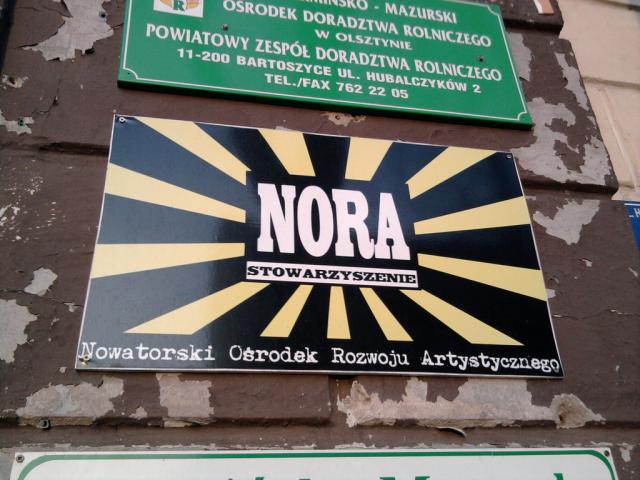 R
MIŃSKO - MAZURSKI
OŚRODEK DORADZTWA ROLNICZEGO
W OLSZTYNIE
POWIATOWY ZESPÓŁ DORADZTWA ROLNICZEGO
11-200 BARTOSZYCE UL. HUBALCZYKÓW 2
TEL./FAX 762 22 05
NORA
STOWARZYSZENIE
Nowatorski Ośrodek Rozwoju Artystycznego